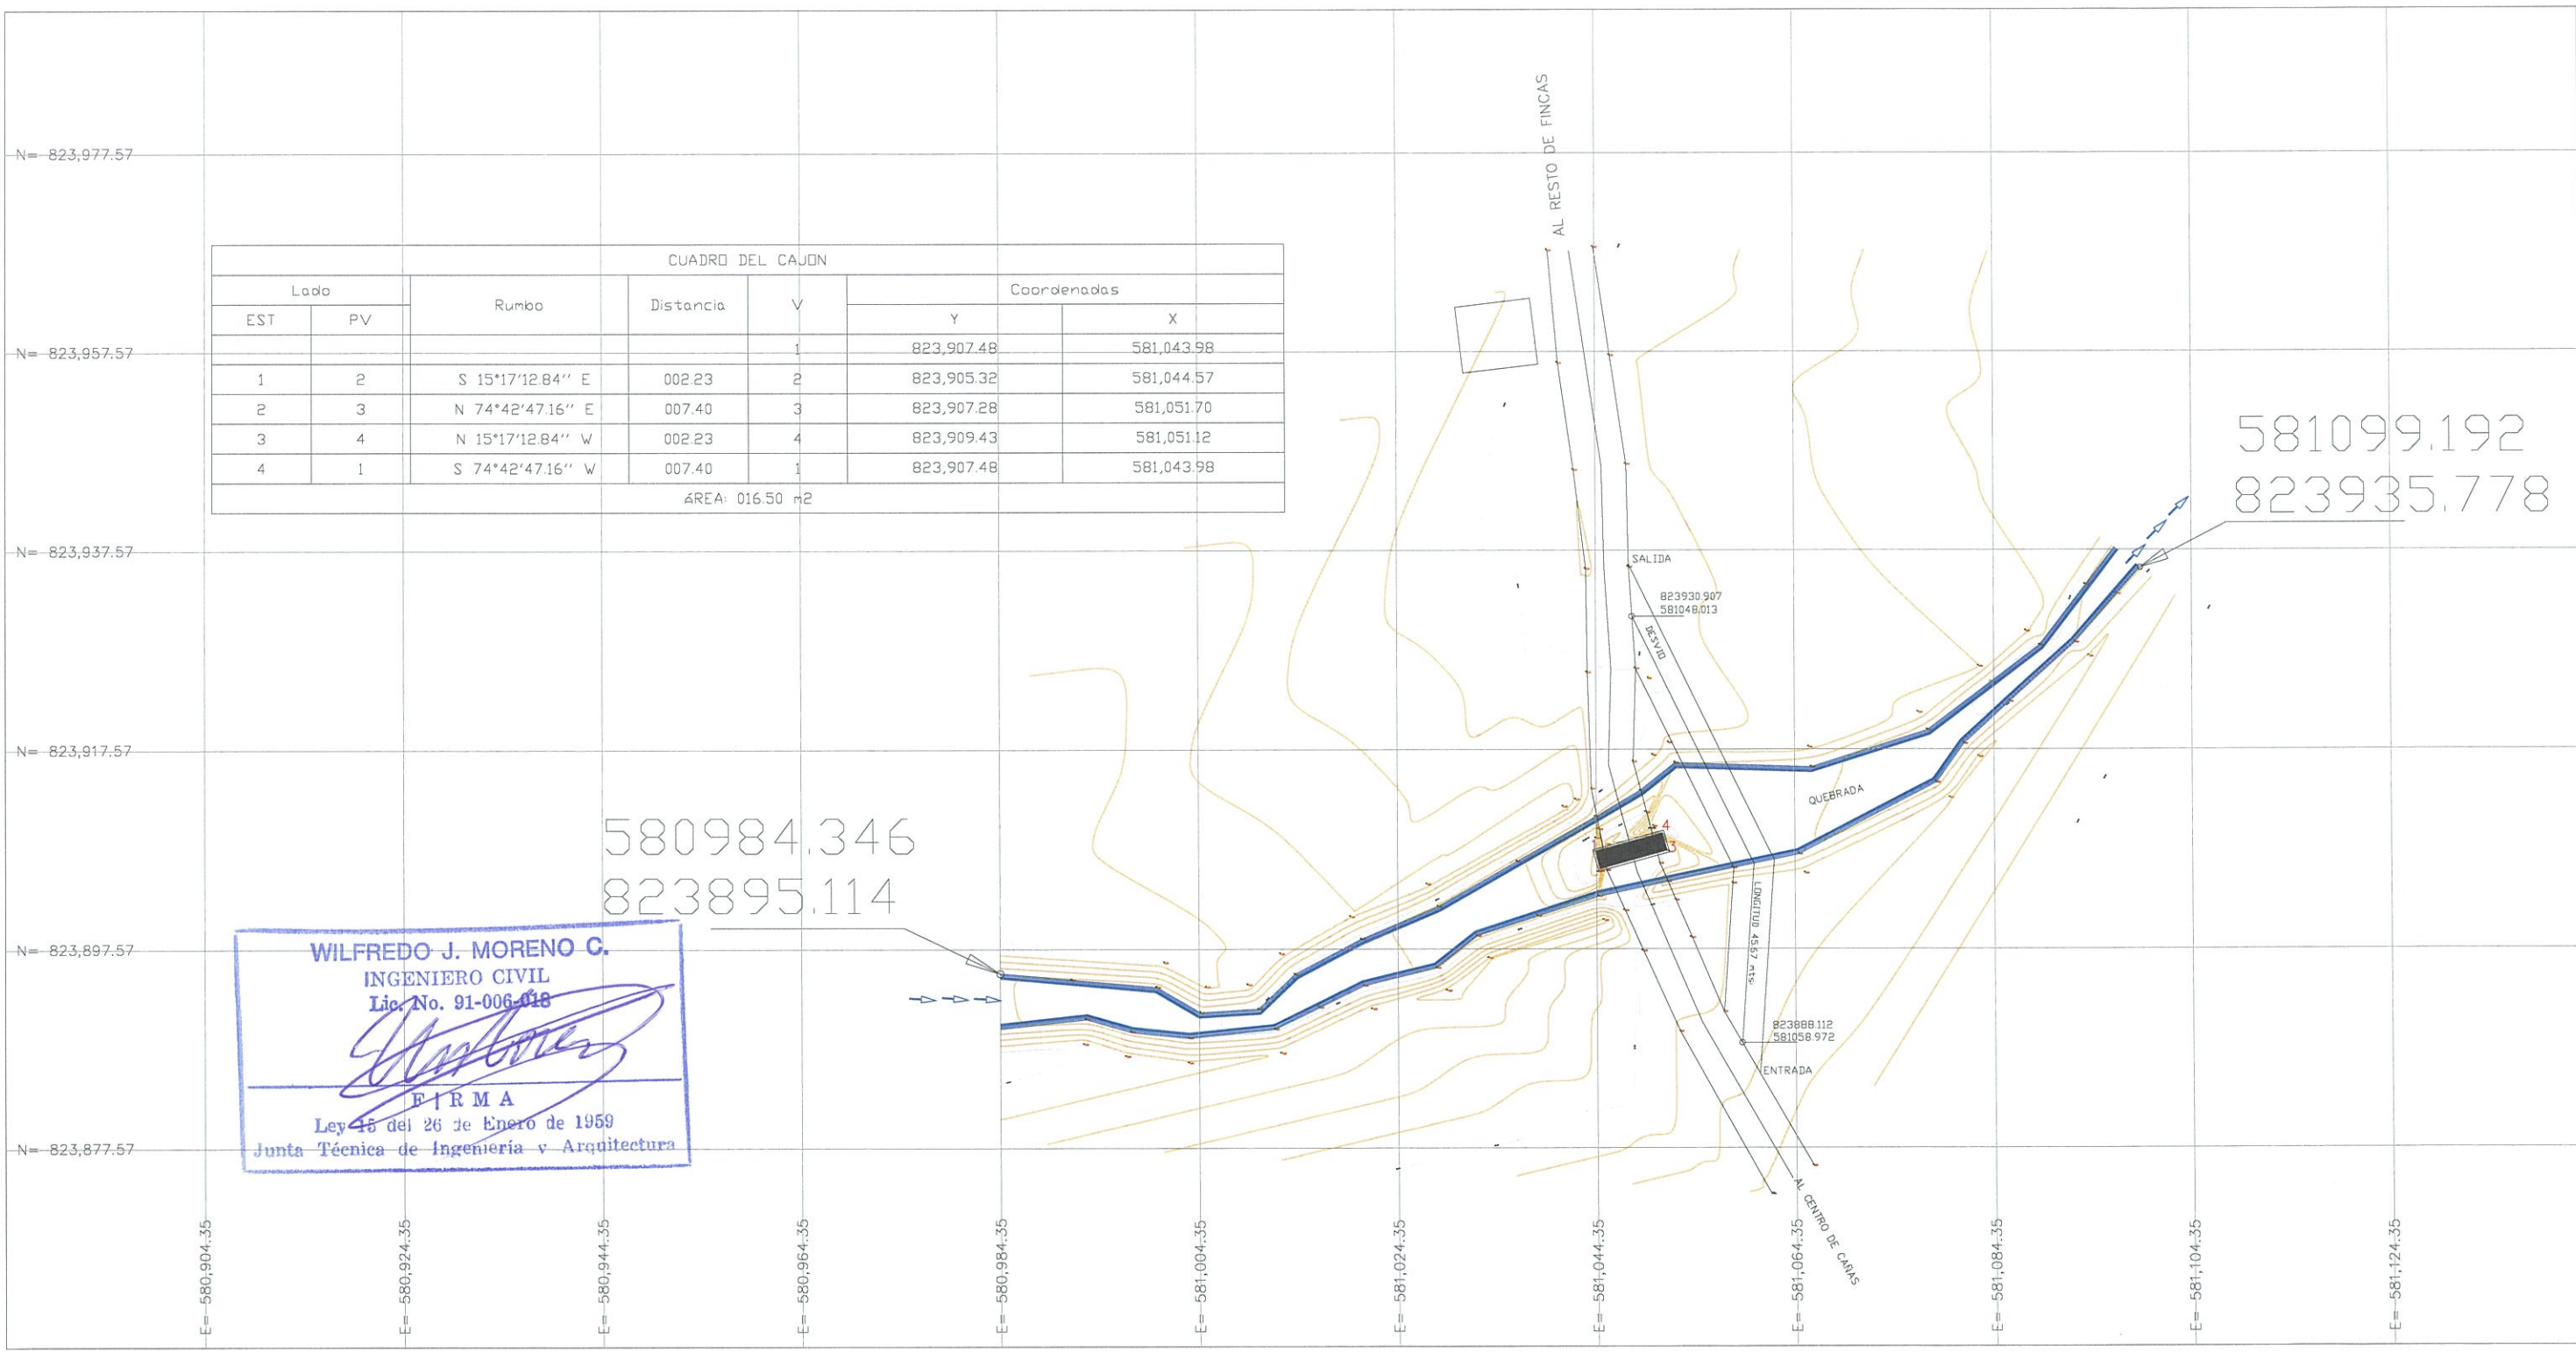 AL RESTO DE FINCAS
N= 823,977.57
N= 823,957.57
N= 823,937.57
N= 823,917.57
N= 823,897.57
N= 823,877.57
CUADRO DEL CAJON
Lado Rumbo Distancia V Coordenadas
EST PV Y X
1 823,907.48 581,043.98
1 2 S 15°17'12.84'' E 002.23 2 823,905.32 581,044.57
2 3 N 74°42'47.16'' E 007.40 3 823,907.28 581,051.70
3 4 N 15°17'12.84'' W 002.23 4 823,909.43 581,051.12
4 1 S 74°42'47.16'' W 007.40 1 823,907.48 581,043.98
ÁREA: 016.50 m2
581099.192
823935.778
SALIDA
823930.907
581048.013
DESVIO
QUEBRADA
4
1
3
LONGITUD 45.57 mts.
580984.346
823895.114
823888.112
581058.972
ENTRADA
AL CENTRO DE CAÑAS
WILFREDO J. MORENO C.
INGENIERO CIVIL
Lic. No. 91-006-018
FIRMA
Ley 15 del 26 de Enero de 1959
Junta Técnica de Ingeniería y Arquitectura
E= 580,904.35
E= 580,924.35
E= 580,944.35
E= 580,964.35
E= 580,984.35
E= 581,004.35
E= 581,024.35
E= 581,044.35
E= 581,064.35
E= 581,084.35
E= 581,104.35
E= 581,124.35